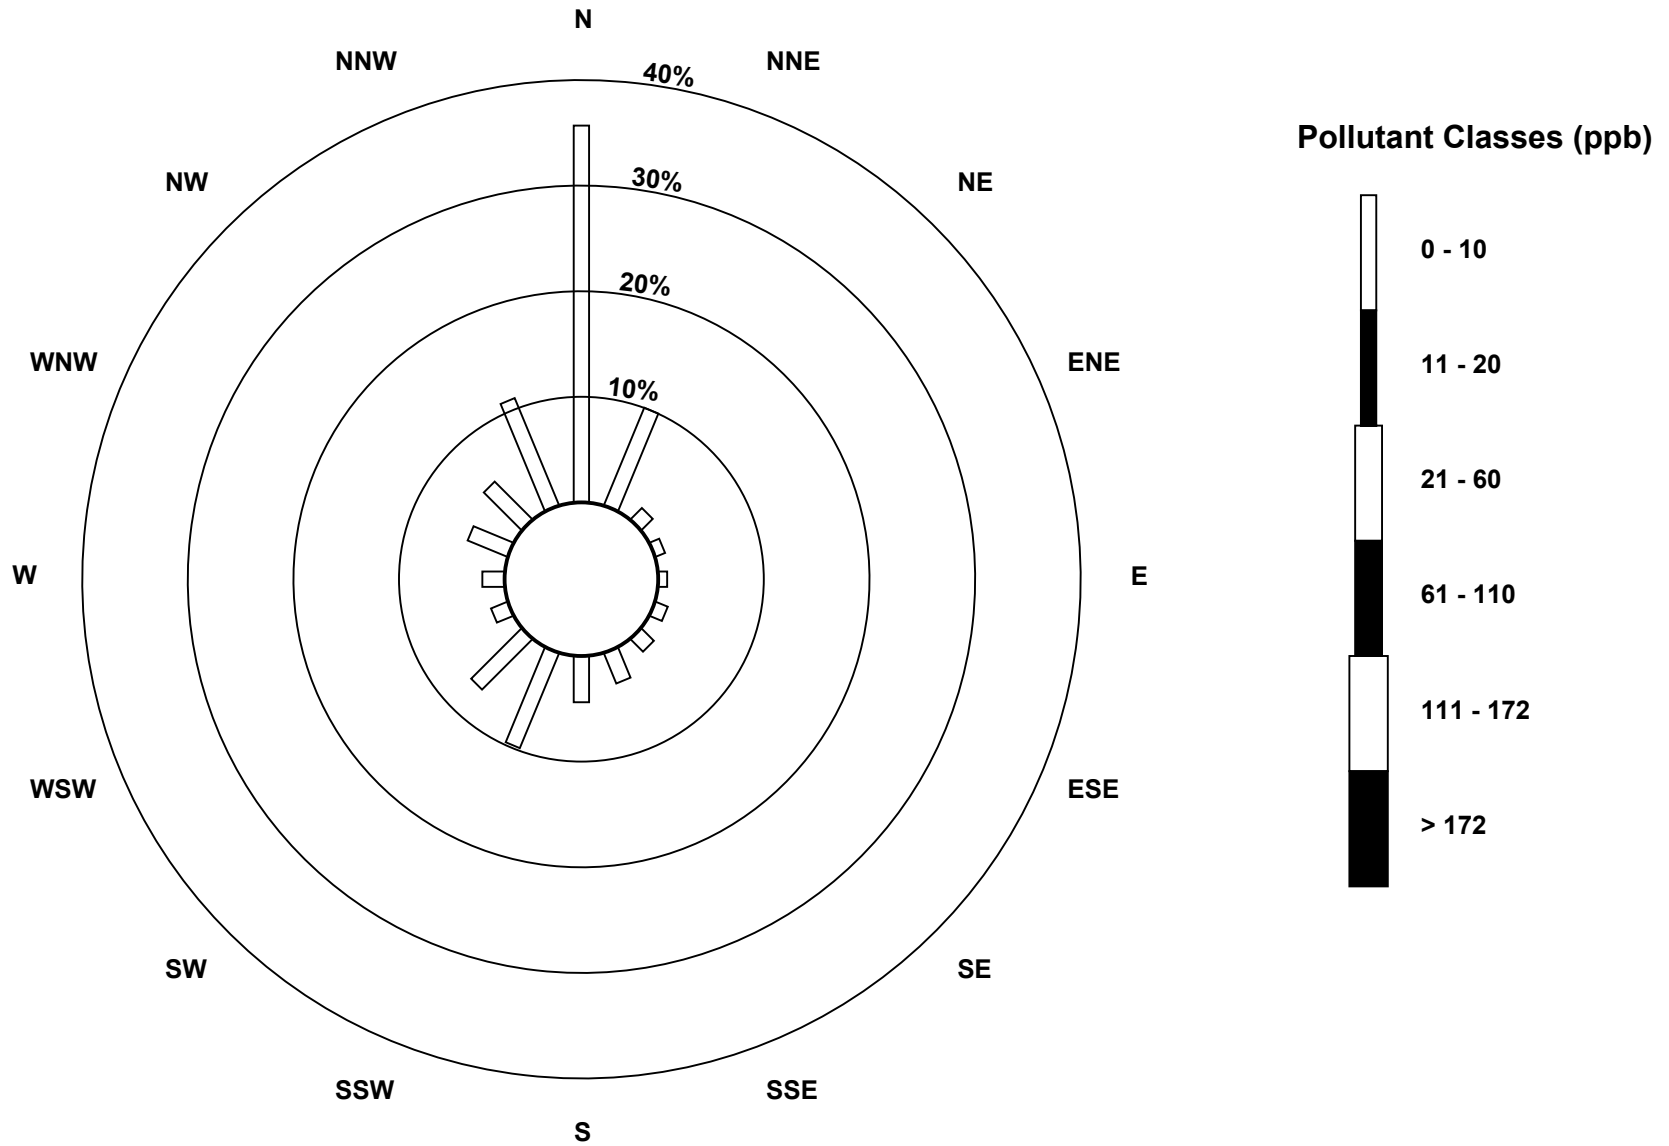 N
NNW
NNE
40%
Pollutant Classes (ppb)
NW
30%
NE
0 - 10
20%
WNW
ENE
11 - 20
10%
21 - 60
W
E
61 - 110
111 - 172
WSW
ESE
> 172
SW
SE
SSW
SSE
S